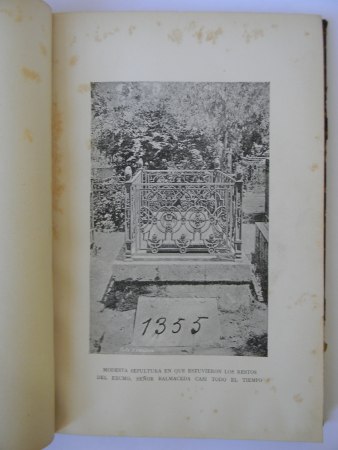 1355
MODESTA SEPULTURA EN QUE ESTUVIERON LOS RESTOS
DEL EXCMO. SEÑOR BALMACEDA CASI TODO EL TIEMPO